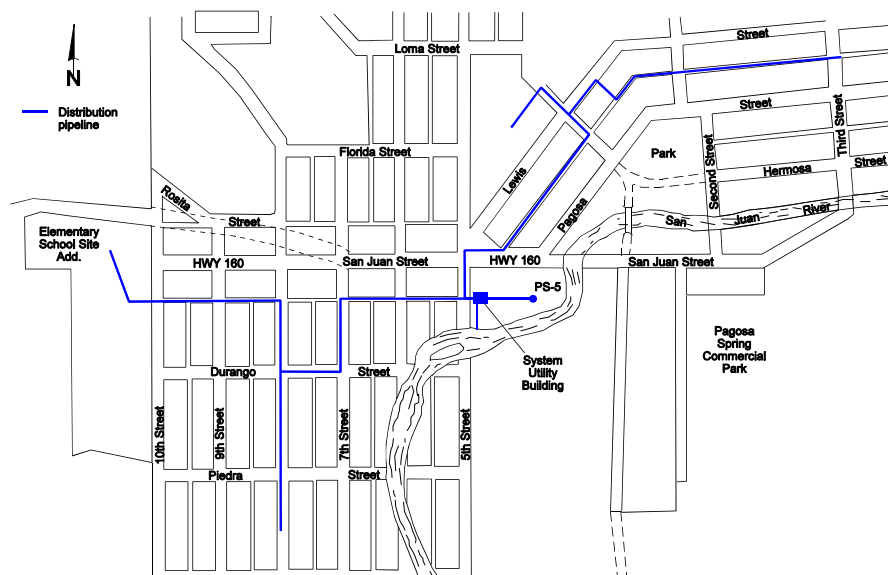 Street
Loma Street
N
Distribution
pipeline
Street
Third Street
Florida Street
Park
Second Street
Street
Hermosa
Lewis
Rosita
Street
Pagosa
San Juan River
Elementary
School Site
Add.
HWY 160
San Juan Street
HWY 160
San Juan Street
PS-5
System
Utility
Building
Pagosa
Spring
Commercial
Park
Durango Street
10th Street
9th Street
7th Street
5th Street
Piedra Street